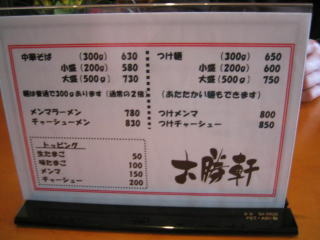 中華そば (300g) 630
小盛 (200g) 580
大盛 (500g) 730
麺は普通で300gあります (通常の2倍)
メンマラーメン 780
チャーシューメン 830
トッピング
生たまご 50
味たまご 100
メンマ 150
チャーシュー 200
つけ麺 (300g) 650
小盛 (200g) 600
大盛 (500g) 750
(あたたかい麺もできます)
つけメンマ 800
つけチャーシュー 850
大勝軒